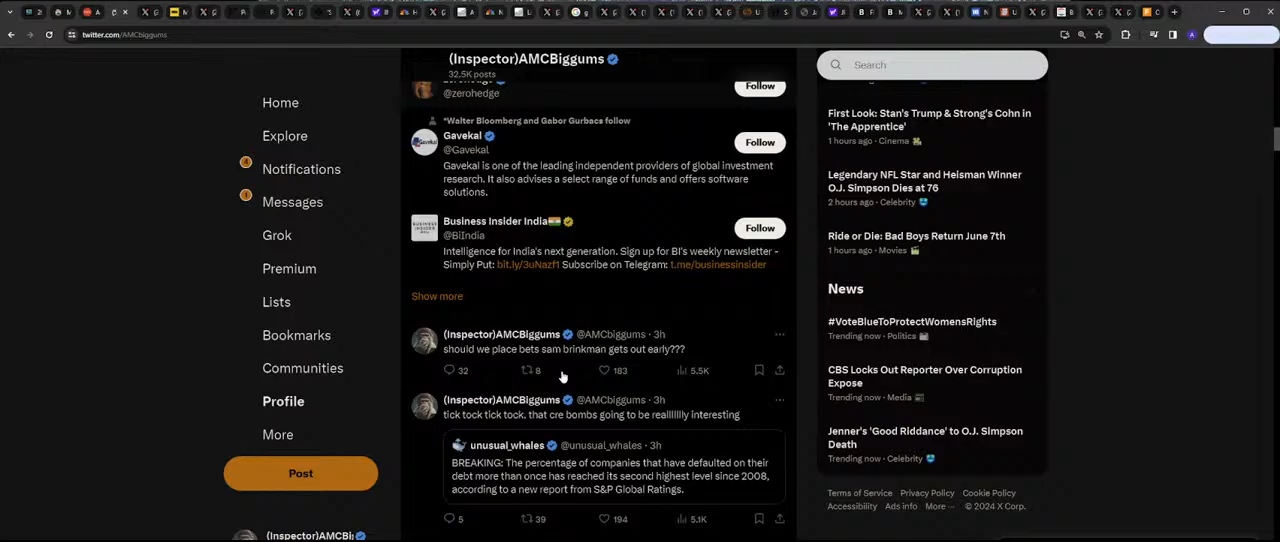 twitter.com/AMCbiggums
Home
Explore
4
Notifications
1
Messages
Grok
Premium
Lists
Bookmarks
Communities
Profile
More
Post
(Inspector)AMCBi
(Inspector)AMCBiggums
32.5K posts
zerohedge
@zerohedge
Follow
*Walter Bloomberg and Gabor Gurbacs follow
Gavekal
@Gavekal
Follow
Gavekal is one of the leading independent providers of global investment
research. It also advises a select range of funds and offers software
solutions.
BUSINESS
INSIDER
Business Insider India
@BiIndia
Follow
Intelligence for India's next generation. Sign up for BI's weekly newsletter -
Simply Put: bit.ly/3uNazf1 Subscribe on Telegram: t.me/businessinsider
Show more
(Inspector)AMCBiggums @AMCbiggums · 3h
should we place bets sam brinkman gets out early???
32 8 183 5.5K
(Inspector)AMCBiggums @AMCbiggums · 3h
tick tock tick tock. that cre bombs going to be realllllly interesting
unusual_whales @unusual_whales · 3h
BREAKING: The percentage of companies that have defaulted on their
debt more than once has reached its second highest level since 2008,
according to a new report from S&P Global Ratings.
5 39 194 5.1K
Search
First Look: Stan's Trump & Strong's Cohn in
'The Apprentice'
1 hours ago · Cinema
Legendary NFL Star and Heisman Winner
O.J. Simpson Dies at 76
2 hours ago · Celebrity
Ride or Die: Bad Boys Return June 7th
1 hours ago · Movies
News
#VoteBlueToProtectWomensRights
Trending now · Politics
CBS Locks Out Reporter Over Corruption
Expose
Trending now · Media
Jenner's 'Good Riddance' to O.J. Simpson
Death
Trending now · Celebrity
Terms of Service Privacy Policy Cookie Policy
Accessibility Ads info More ··· © 2024 X Corp.